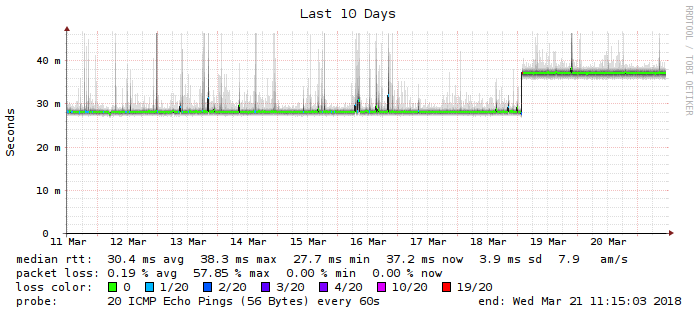 Last 10 Days
RRDTOOL / TOBI OETIKER
Seconds
40 m
30 m
20 m
10 m
0
11 Mar 12 Mar 13 Mar 14 Mar 15 Mar 16 Mar 17 Mar 18 Mar 19 Mar 20 Mar
median rtt: 30.4 ms avg 38.3 ms max 27.7 ms min 37.2 ms now 3.9 ms sd 7.9 am/s
packet loss: 0.19 % avg 57.85 % max 0.00 % min 0.00 % now
loss color: 0 1/20 2/20 3/20 4/20 10/20 19/20
probe: 20 ICMP Echo Pings (56 Bytes) every 60s end: Wed Mar 21 11:15:03 2018